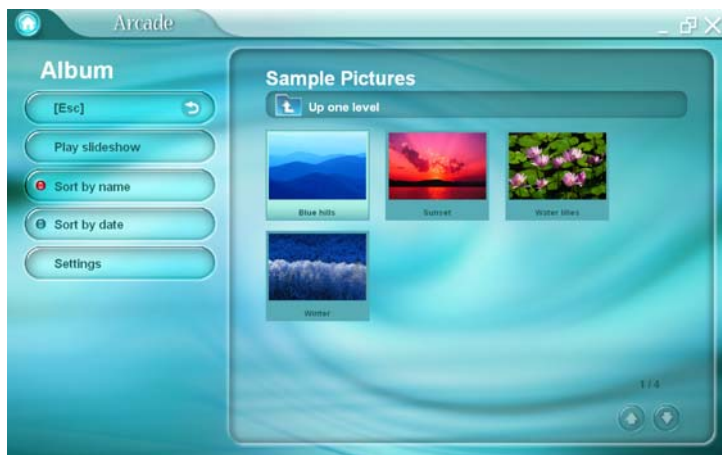 Arcade
Album
[Esc]
Play slideshow
Sort by name
Sort by date
Settings
Sample Pictures
Up one level
Blue hills
Sunset
Water lilies
Winter
1/4